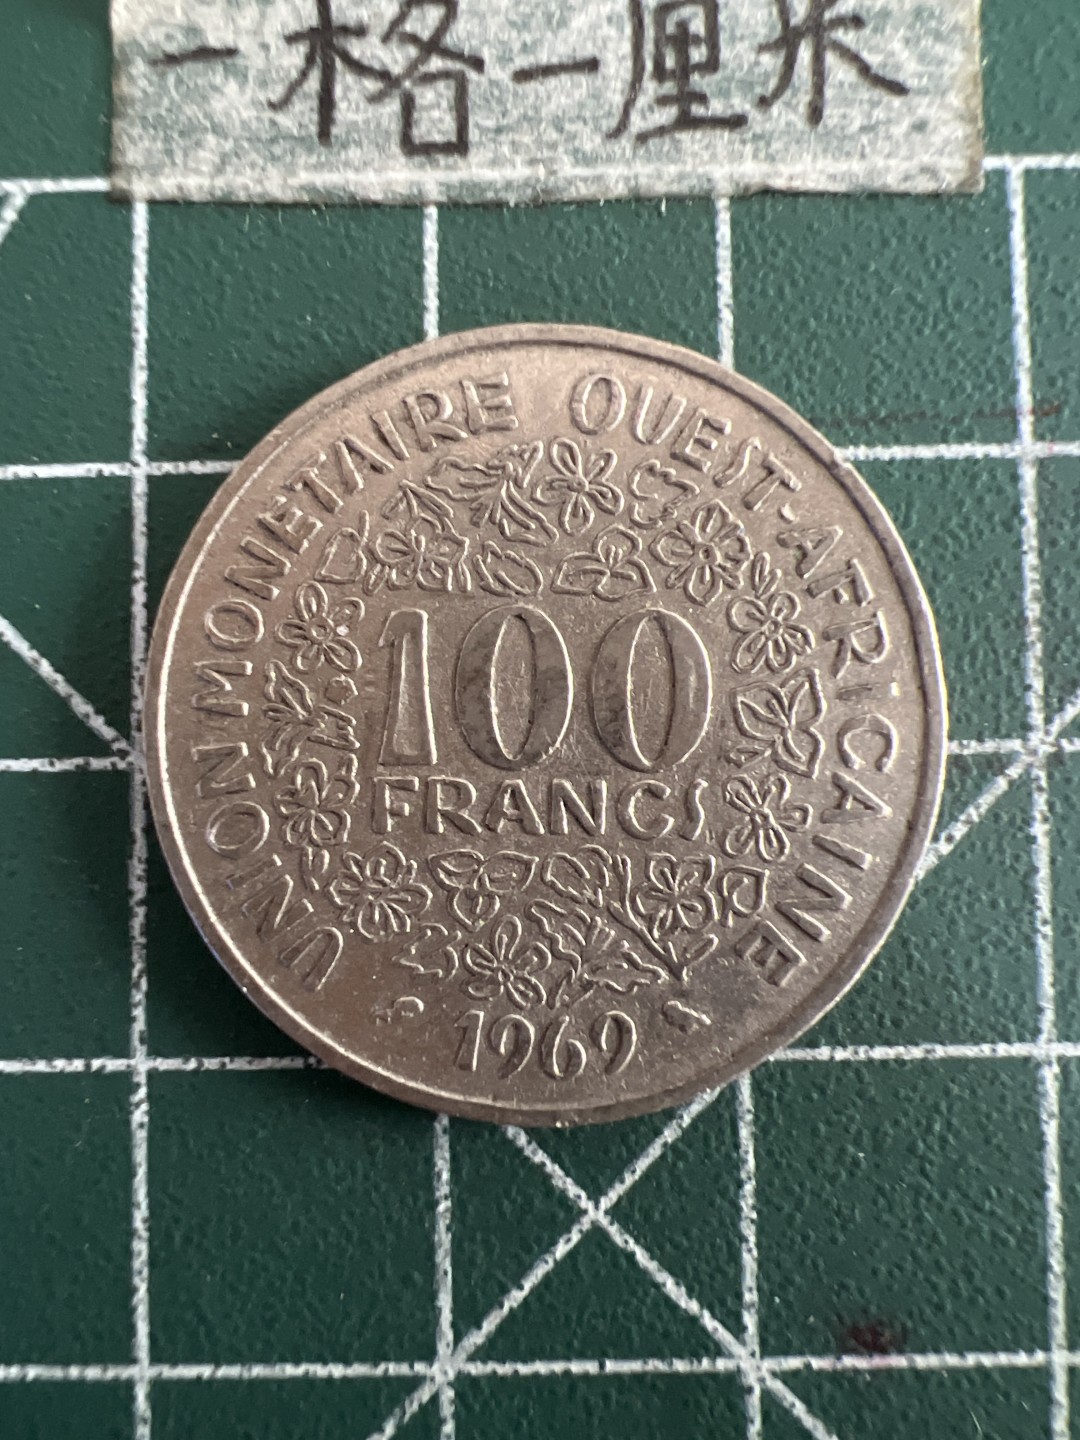 一格一厘米
UNION MONETAIRE OUEST-AFRICAINE
100
FRANCS
1969